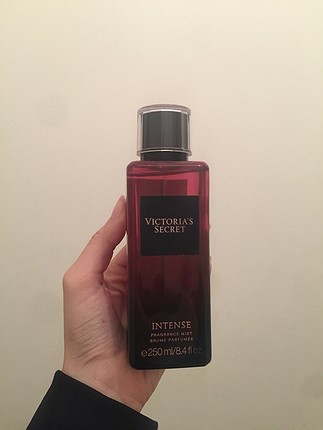 VICTORIA'S
SECRET
INTENSE
FRAGRANCE MIST
BRUME PARFUMÉE
℮ 250 ml/8.4 fl oz